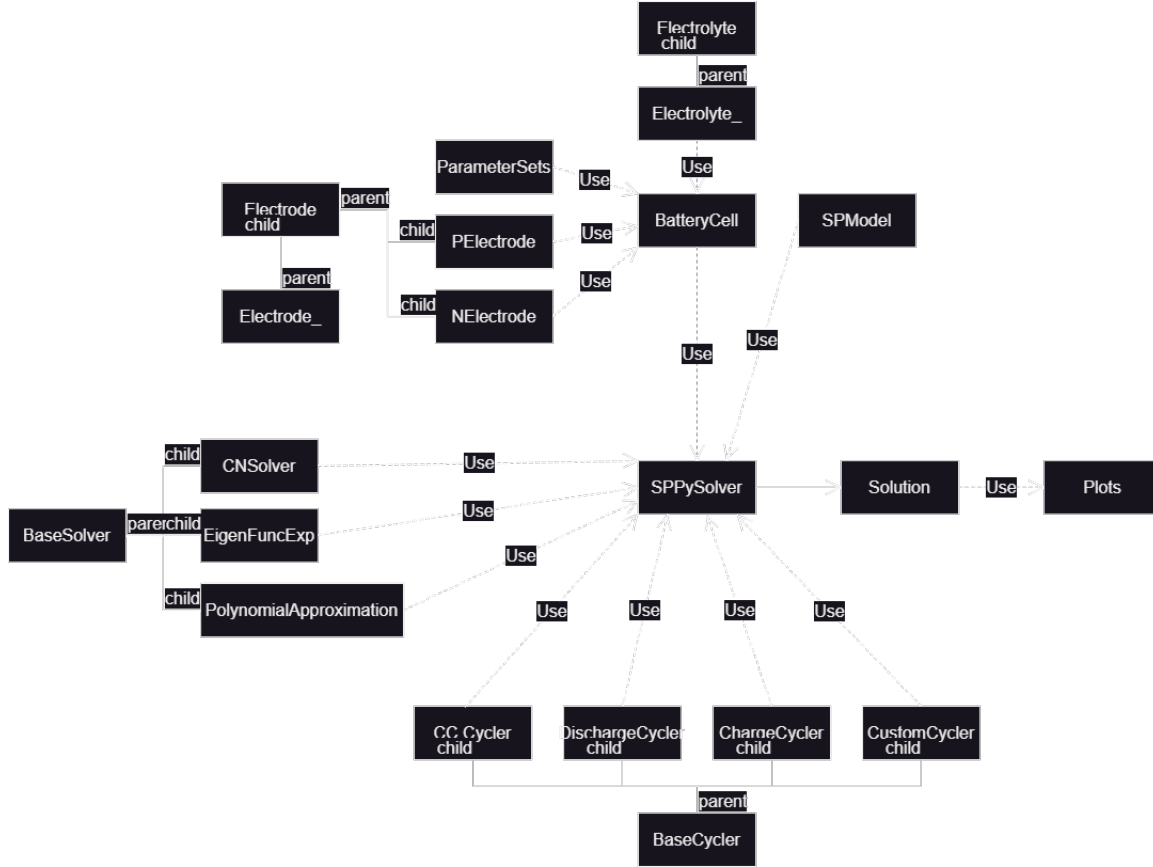 Electrolyte
child
parent
Electrolyte_
Use
ParameterSets
Use
Electrode
child
parent
child
PElectrode
Use
BatteryCell
SPModel
parent
Electrode_
child
NElectrode
Use
Use
Use
child
CNSolver
Use
SPPySolver
Solution
Use
Plots
BaseSolver
parent
child
EigenFuncExp
Use
child
PolynomialApproximation
Use
Use
Use
Use
Use
CC Cycler
child
DischargeCycler
child
ChargeCycler
child
CustomCycler
child
parent
BaseCycler